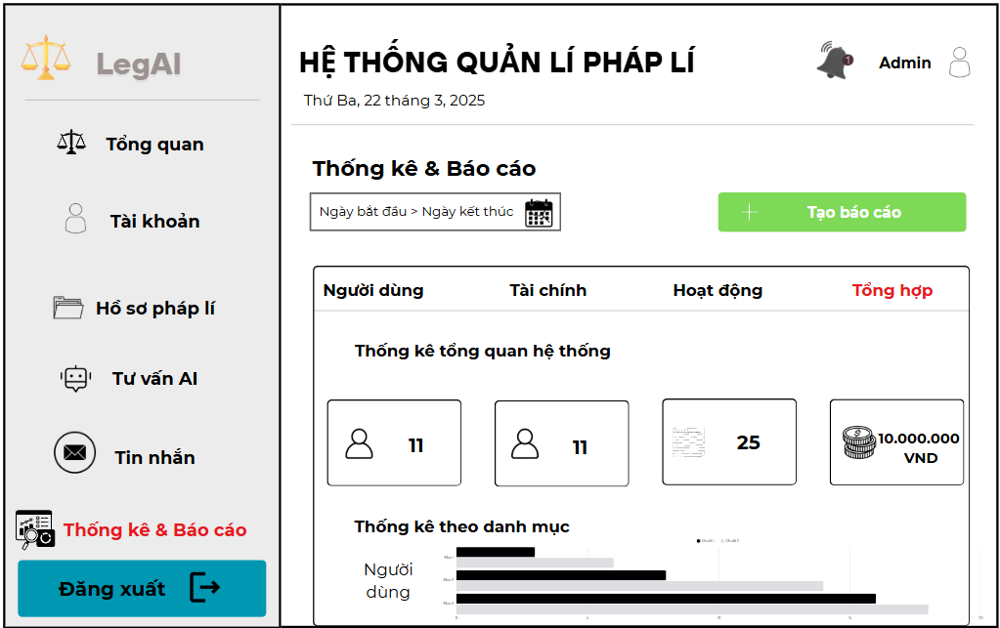 LegAI
Tổng quan
Tài khoản
Hồ sơ pháp lí
Tư vấn AI
Tin nhắn
Thống kê & Báo cáo
Đăng xuất
HỆ THỐNG QUẢN LÍ PHÁP LÍ
Thứ Ba, 22 tháng 3, 2025
1
Admin
Thống kê & Báo cáo
Ngày bắt đầu > Ngày kết thúc
Tạo báo cáo
Người dùng
Tài chính
Hoạt động
Tổng hợp
Thống kê tổng quan hệ thống
11
11
25
10.000.000
VND
Thống kê theo danh mục
Người
dùng